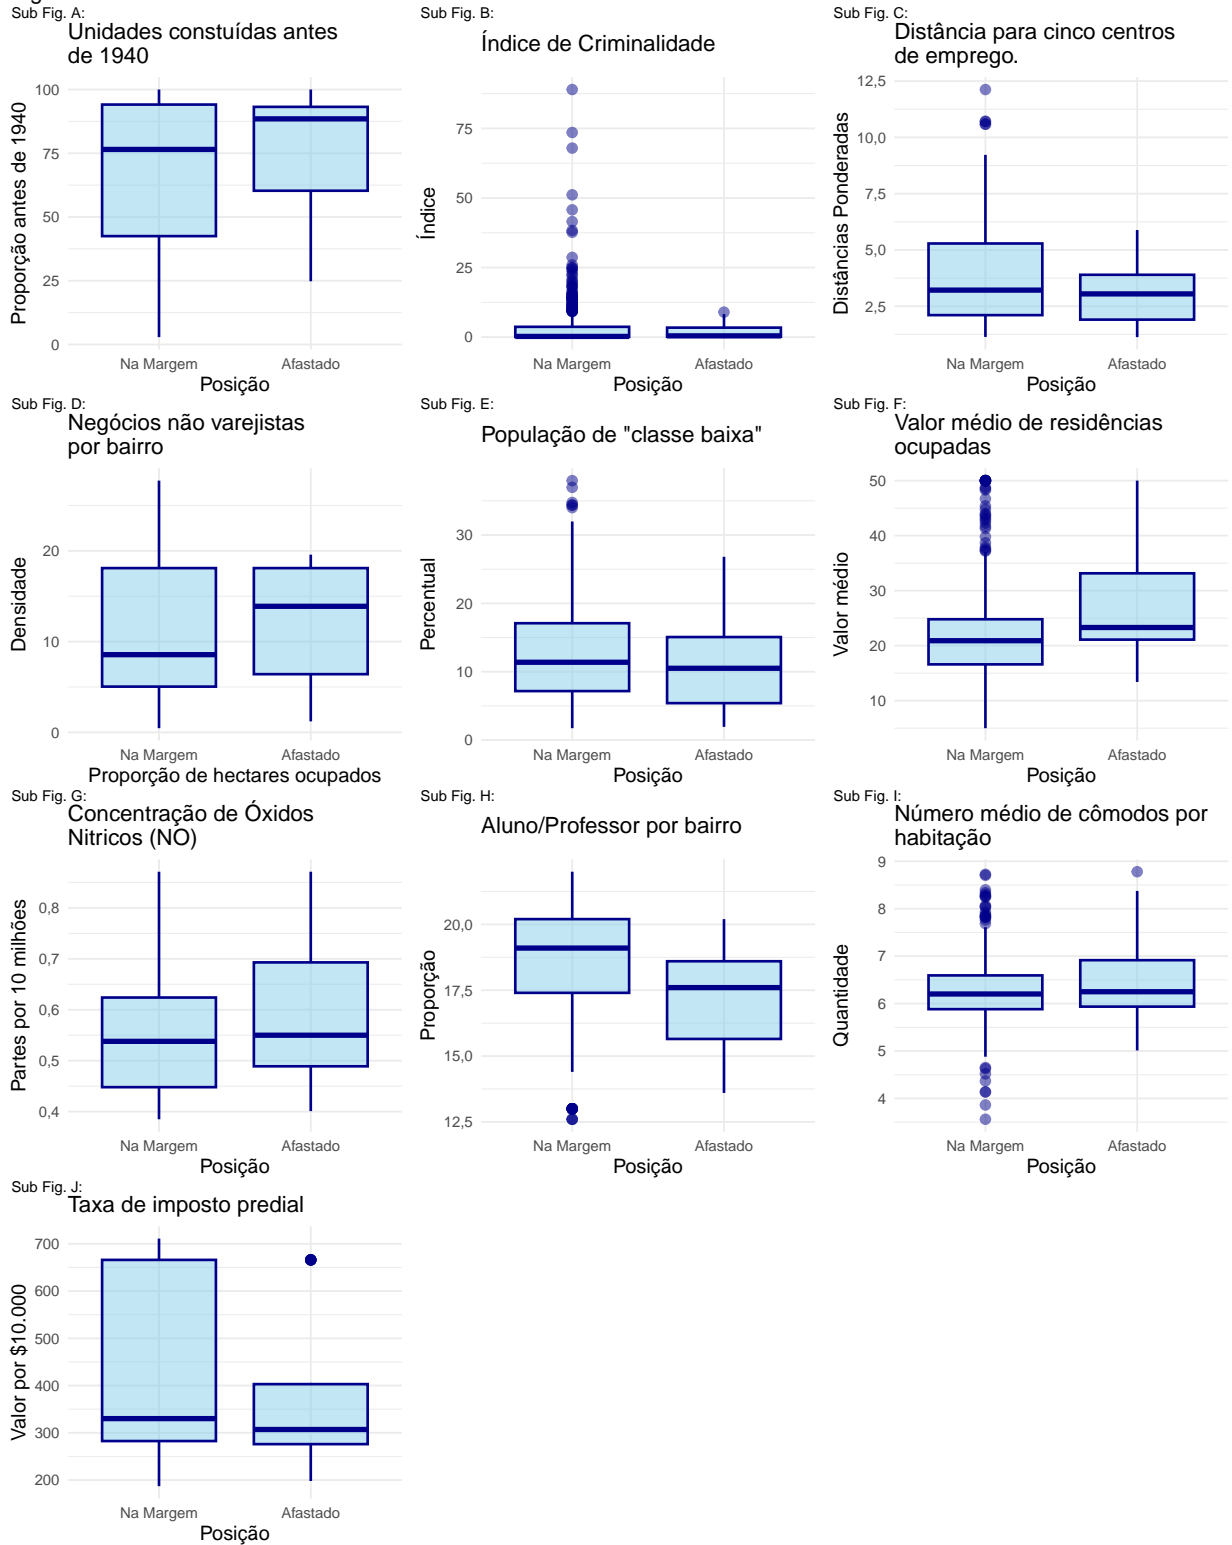 Sub Fig. A:
Unidades constuídas antes
de 1940
Proporção antes de 1940
100
75
50
25
0
Na Margem
Afastado
Posição
Sub Fig. B:
Índice de Criminalidade
Índice
75
50
25
0
Na Margem
Afastado
Posição
Sub Fig. C:
Distância para cinco centros
de emprego.
Distâncias Ponderadas
12,5
10,0
7,5
5,0
2,5
Na Margem
Afastado
Posição
Sub Fig. D:
Negócios não varejistas
por bairro
Densidade
20
10
0
Na Margem
Afastado
Proporção de hectares ocupados
Sub Fig. E:
População de "classe baixa"
Percentual
30
20
10
0
Na Margem
Afastado
Posição
Sub Fig. F:
Valor médio de residências
ocupadas
Valor médio
50
40
30
20
10
Na Margem
Afastado
Posição
Sub Fig. G:
Concentração de Óxidos
Nitricos (NO)
Partes por 10 milhões
0,8
0,7
0,6
0,5
0,4
Na Margem
Afastado
Posição
Sub Fig. H:
Aluno/Professor por bairro
Proporção
20,0
17,5
15,0
12,5
Na Margem
Afastado
Posição
Sub Fig. I:
Número médio de cômodos por
habitação
Quantidade
9
8
7
6
5
4
Na Margem
Afastado
Posição
Sub Fig. J:
Taxa de imposto predial
Valor por $10.000
700
600
500
400
300
200
Na Margem
Afastado
Posição